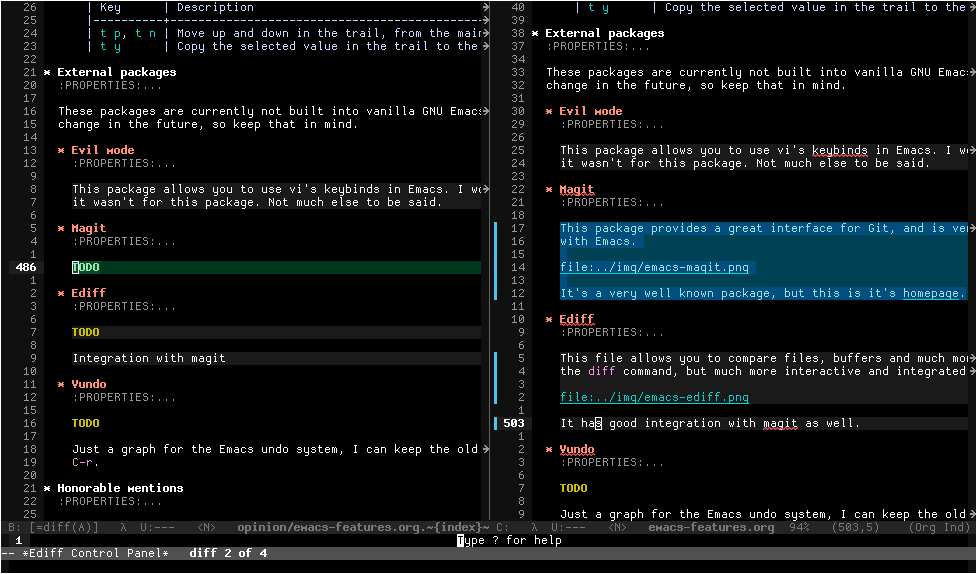 26 | Key | Description
25 |----------+----------------------------------------------
24 | t p, t n | Move up and down in the trail, from the main
23 | t y | Copy the selected value in the trail to the
22
21 * External packages
20 :PROPERTIES:...
17
16 These packages are currently not built into vanilla GNU Emacs
15 change in the future, so keep that in mind.
14
13 * Evil mode
12 :PROPERTIES:...
9
8 This package allows you to use vi's keybinds in Emacs. I wo
7 it wasn't for this package. Not much else to be said.
6
5 * Magit
4 :PROPERTIES:...
1
486 TODO
1
2 * Ediff
3 :PROPERTIES:...
6
7 TODO
8
9 Integration with magit
10
11 * Vundo
12 :PROPERTIES:...
15
16 TODO
17
18 Just a graph for the Emacs undo system, I can keep the old
19 C-r.
20
21 * Honorable mentions
22 :PROPERTIES:...
25
B: [=diff(A)] λ U:--- <N> opinion/emacs-features.org.~{index}~
40 | t y | Copy the selected value in the trail to the
39
38 * External packages
37 :PROPERTIES:...
34
33 These packages are currently not built into vanilla GNU Emac
32 change in the future, so keep that in mind.
31
30 * Evil mode
29 :PROPERTIES:...
26
25 This package allows you to use vi's keybinds in Emacs. I w
24 it wasn't for this package. Not much else to be said.
23
22 * Magit
21 :PROPERTIES:...
18
17 This package provides a great interface for Git, and is ve
16 with Emacs.
15
14 file:../img/emacs-magit.png
13
12 It's a very well known package, but this is it's homepage.
11
10 * Ediff
9 :PROPERTIES:...
6
5 This file allows you to compare files, buffers and much mo
4 the diff command, but much more interactive and integrated
3
2 file:../img/emacs-ediff.png
1
503 It has good integration with magit as well.
1
2 * Vundo
3 :PROPERTIES:...
6
7 TODO
8
9 Just a graph for the Emacs undo system, I can keep the old
C: λ U:--- <N> emacs-features.org 94% (503,5) (Org Ind)
1 Type ? for help
-- *Ediff Control Panel* diff 2 of 4